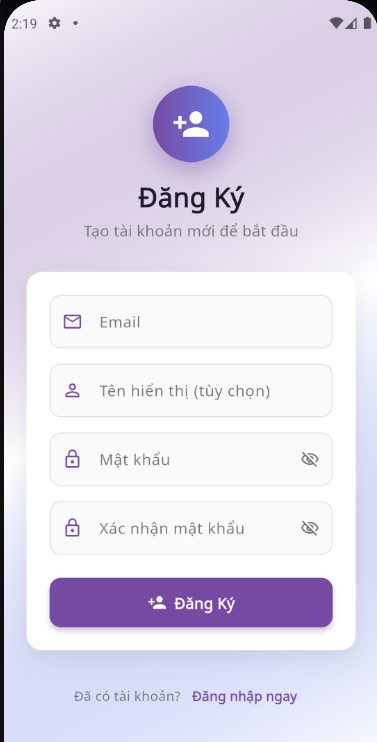 2:19
Đăng Ký
Tạo tài khoản mới để bắt đầu
Email
Tên hiển thị (tùy chọn)
Mật khẩu
Xác nhận mật khẩu
Đăng Ký
Đã có tài khoản? Đăng nhập ngay